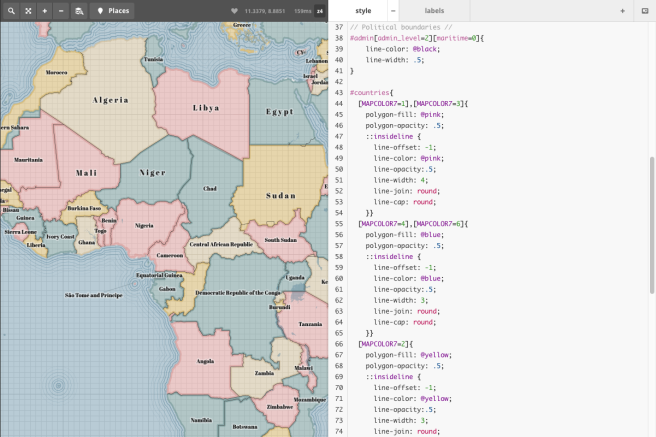 Places
11.3379, 8.8051
150ms
x4
style
labels
Greece
Tunisia
Morocco
Lebanon
Israel
Jordan
Algeria
Libya
Egypt
ern Sahara
Mauritania
Mali
Niger
Chad
Sudan
Burkina Faso
Bissau
Guinea
Sierra Leone
Liberia
Ivory Coast
Ghana
Togo
Benin
Nigeria
Cameroon
Central African Republic
South Sudan
Equatorial Guinea
Gabon
São Tome and Principe
Democratic Republic of the Congo
Uganda
Ke
Burundi
Tanzania
Angola
Zambia
Malawi
Mozambique
Zimbabwe
Namibia
Botswana
37 // Political boundaries //
38 #admin[admin_level=2][maritime=0]{
39 line-color: @black;
40 line-width: .5;
41 }
42
43 #countries{
44 [MAPCOLOR7=1],[MAPCOLOR7=3]{
45 polygon-fill: @pink;
46 polygon-opacity: .5;
47 ::insideline {
48 line-offset: -1;
49 line-color: @pink;
50 line-opacity:.5;
51 line-width: 4;
52 line-join: round;
53 line-cap: round;
54 }}
55 [MAPCOLOR7=4],[MAPCOLOR7=6]{
56 polygon-fill: @blue;
57 polygon-opacity: .5;
58 ::insideline {
59 line-offset: -1;
60 line-color: @blue;
61 line-opacity:.5;
62 line-width: 3;
63 line-join: round;
64 line-cap: round;
65 }}
66 [MAPCOLOR7=2]{
67 polygon-fill: @yellow;
68 polygon-opacity: .5;
69 ::insideline {
70 line-offset: -1;
71 line-color: @yellow;
72 line-opacity:.5;
73 line-width: 3;
74 line-join: round;